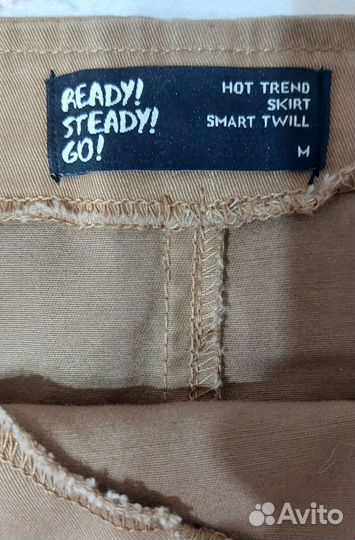 READY!
STEADY!
GO!
HOT TREND
SKIRT
SMART TWILL
M
Avito